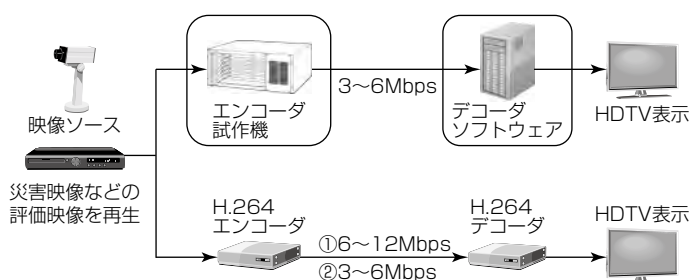 映像ソース
災害映像などの
評価映像を再生
エンコーダ
試作機
3～6Mbps
デコーダ
ソフトウェア
HDTV表示
H.264
エンコーダ
①6～12Mbps
②3～6Mbps
H.264
デコーダ
HDTV表示